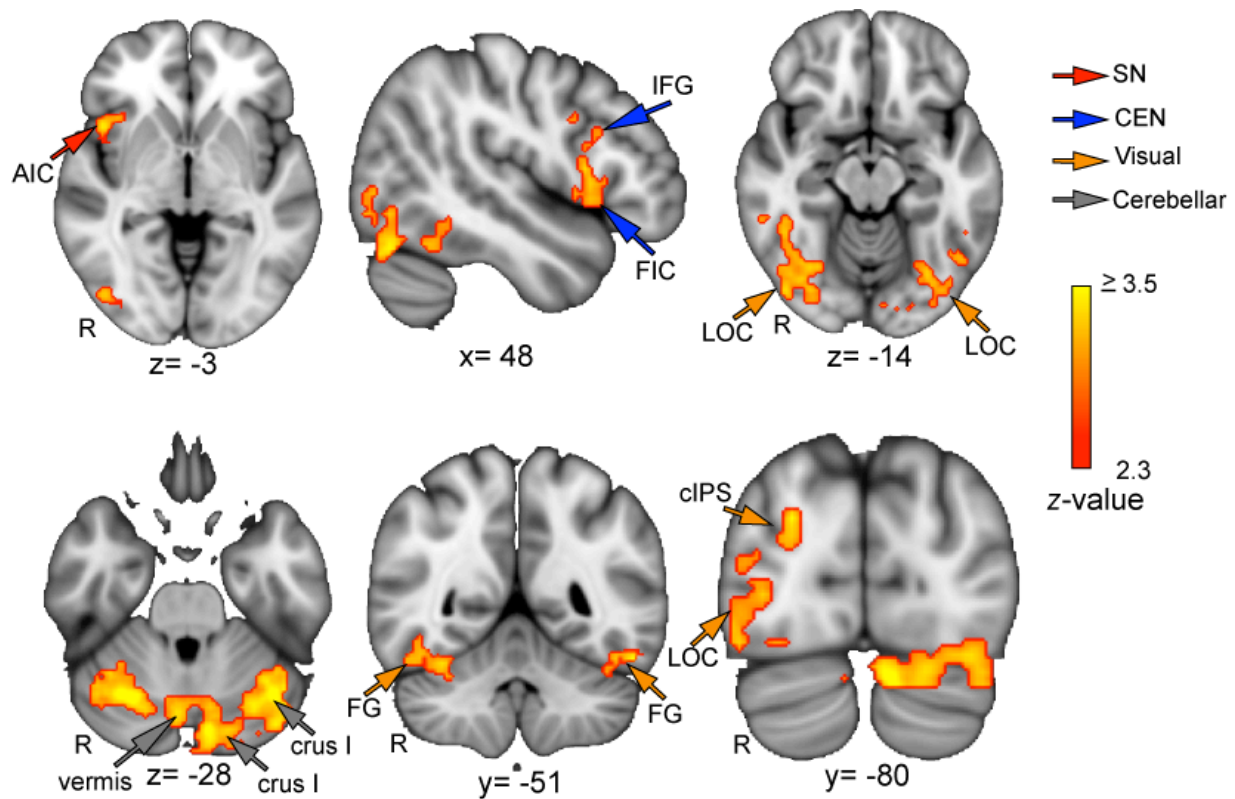 AIC
R
z= -3
IFG
FIC
x= 48
LOC
R
LOC
z= -14
SN
CEN
Visual
Cerebellar
≥ 3.5
2.3
z-value
R
vermis
z= -28
crus I
crus I
FG
R
FG
y= -51
cIPS
LOC
R
y= -80